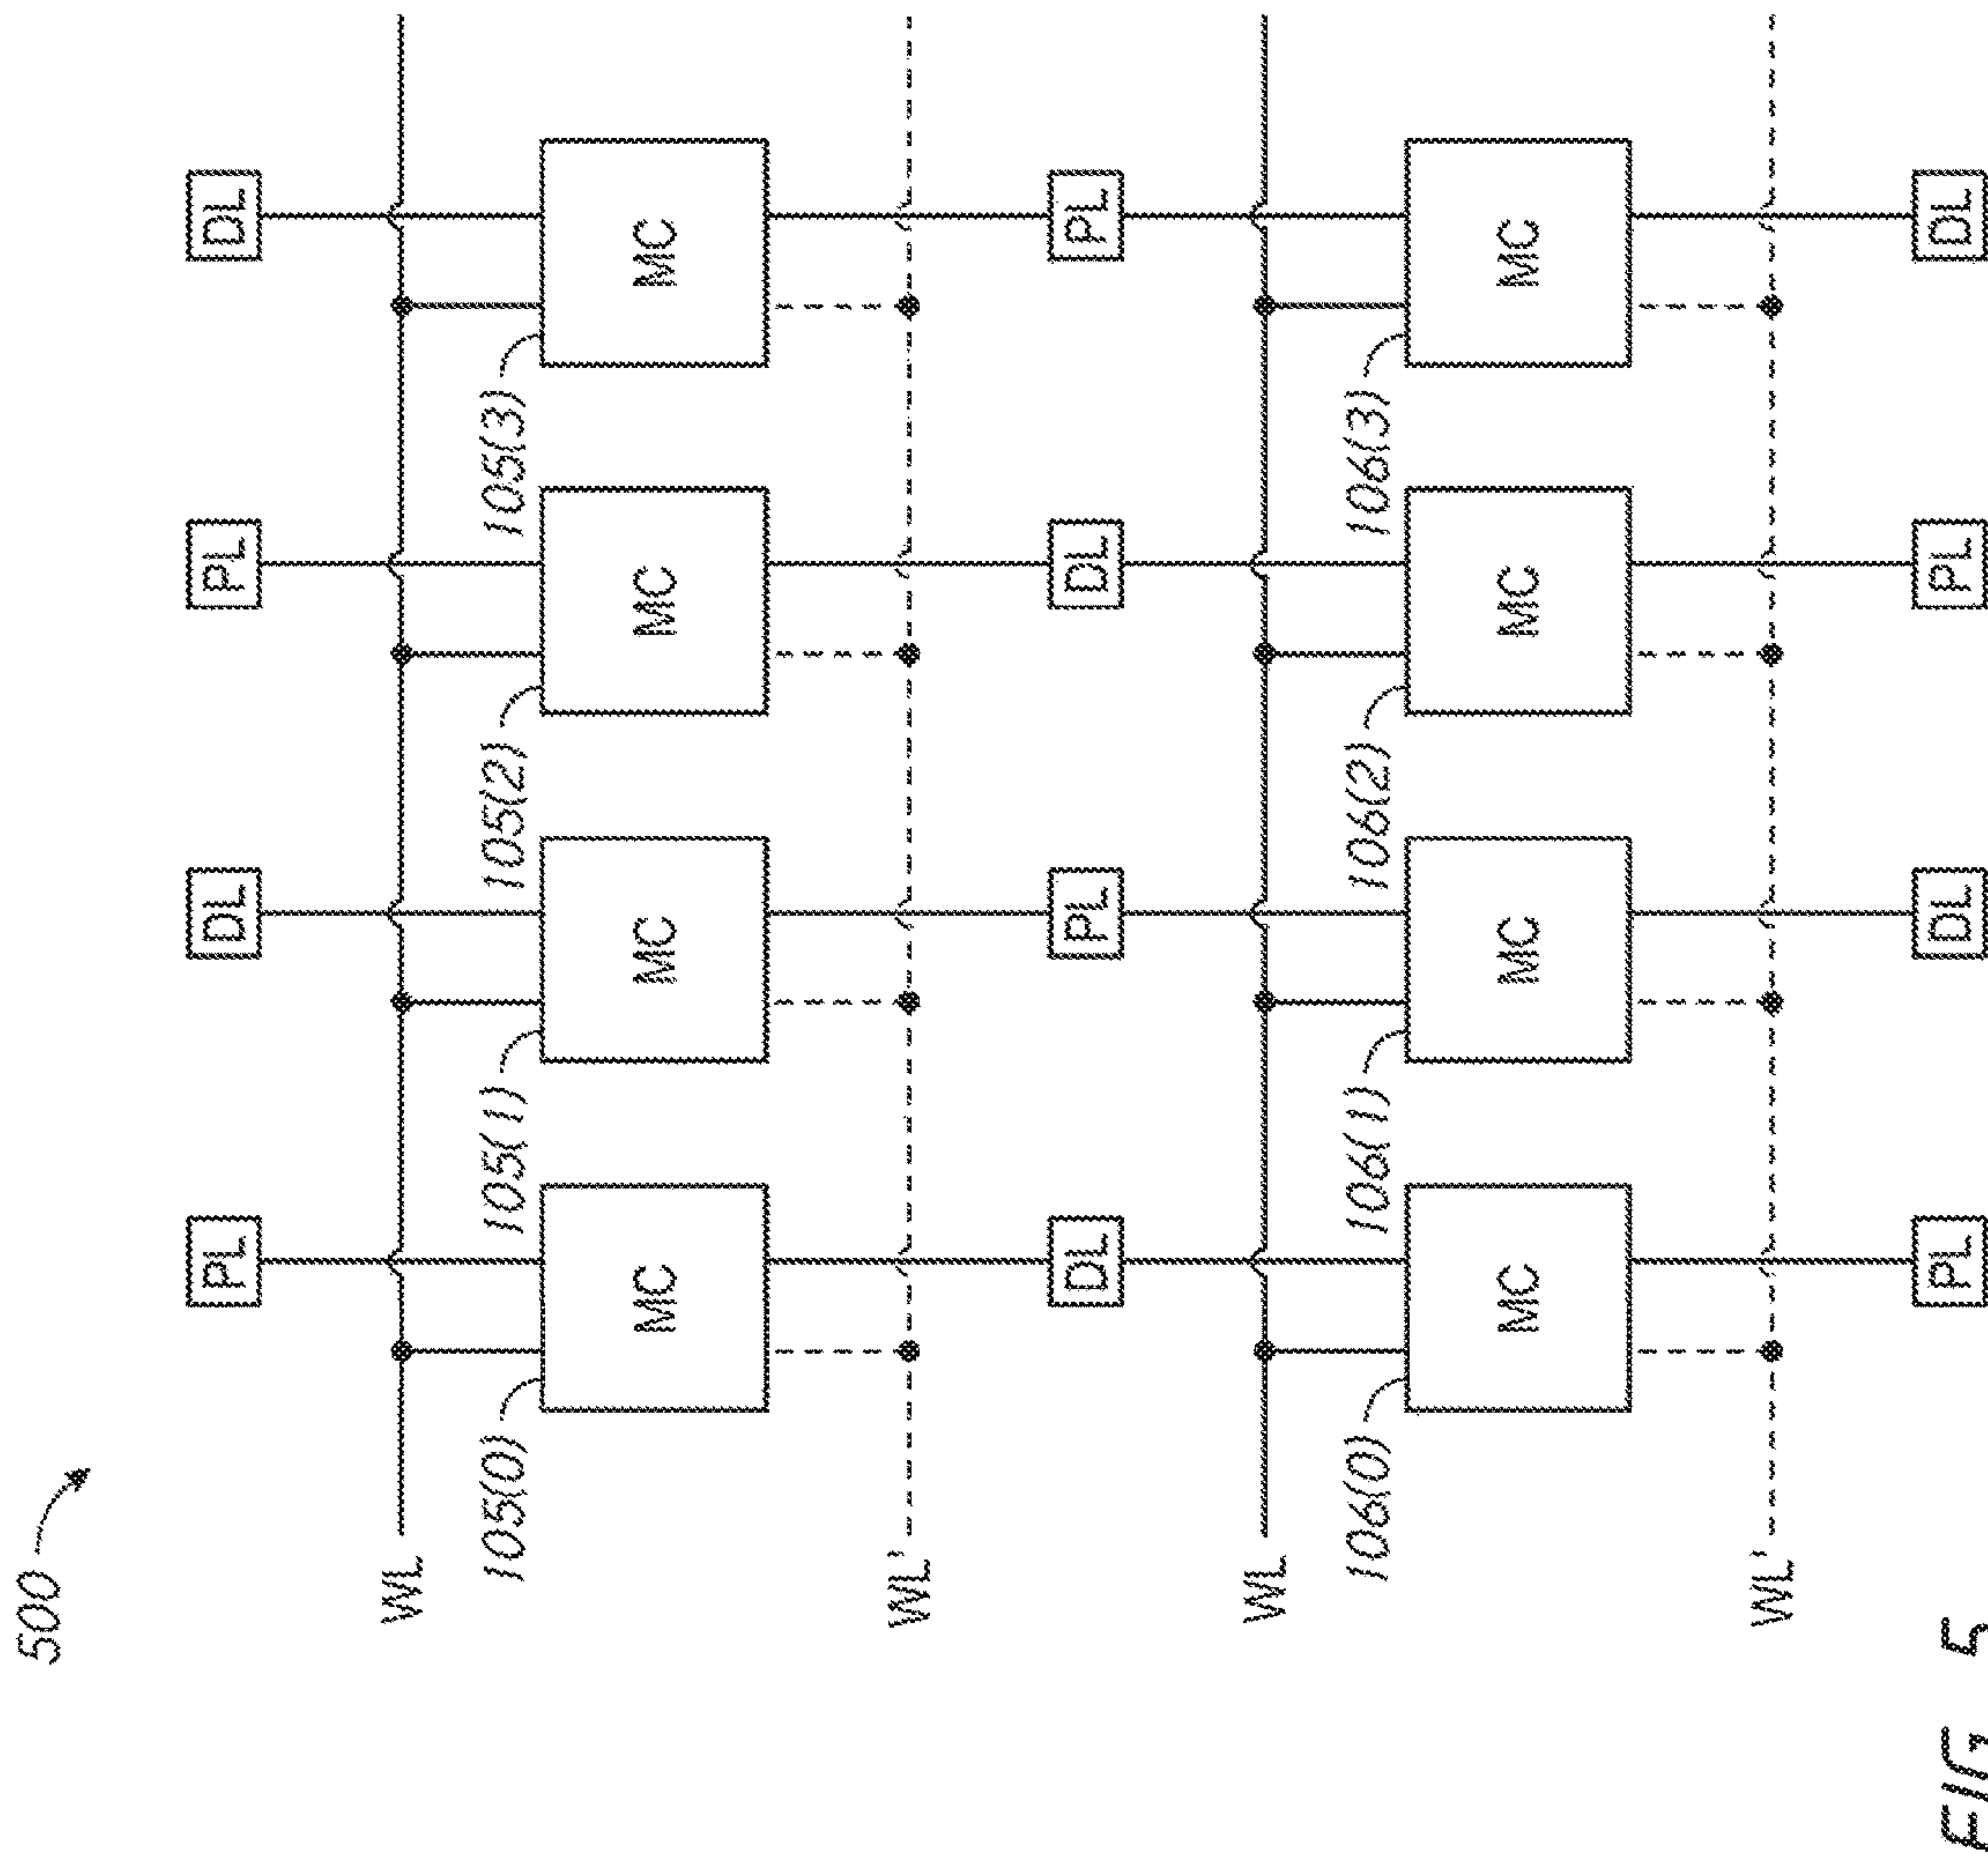 500
PL DL PL DL
WL
105(0) 105(1) 105(2) 105(3)
MC MC MC MC
WL'
DL PL DL PL
WL
106(0) 106(1) 106(2) 106(3)
MC MC MC MC
WL'
PL DL PL DL
FIG 5